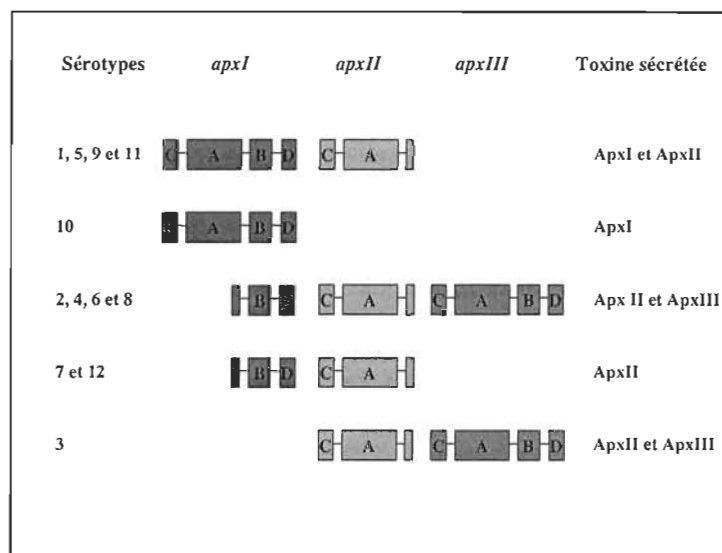 Sérotypes apxI apxII apxIII Toxine sécrétée
1, 5, 9 et 11 C A B D C A ApxI et ApxII
10 A B D ApxI
2, 4, 6 et 8 B C A C A B D Apx II et ApxIII
7 et 12 B D C A ApxII
3 C A C A B D ApxII et ApxIII